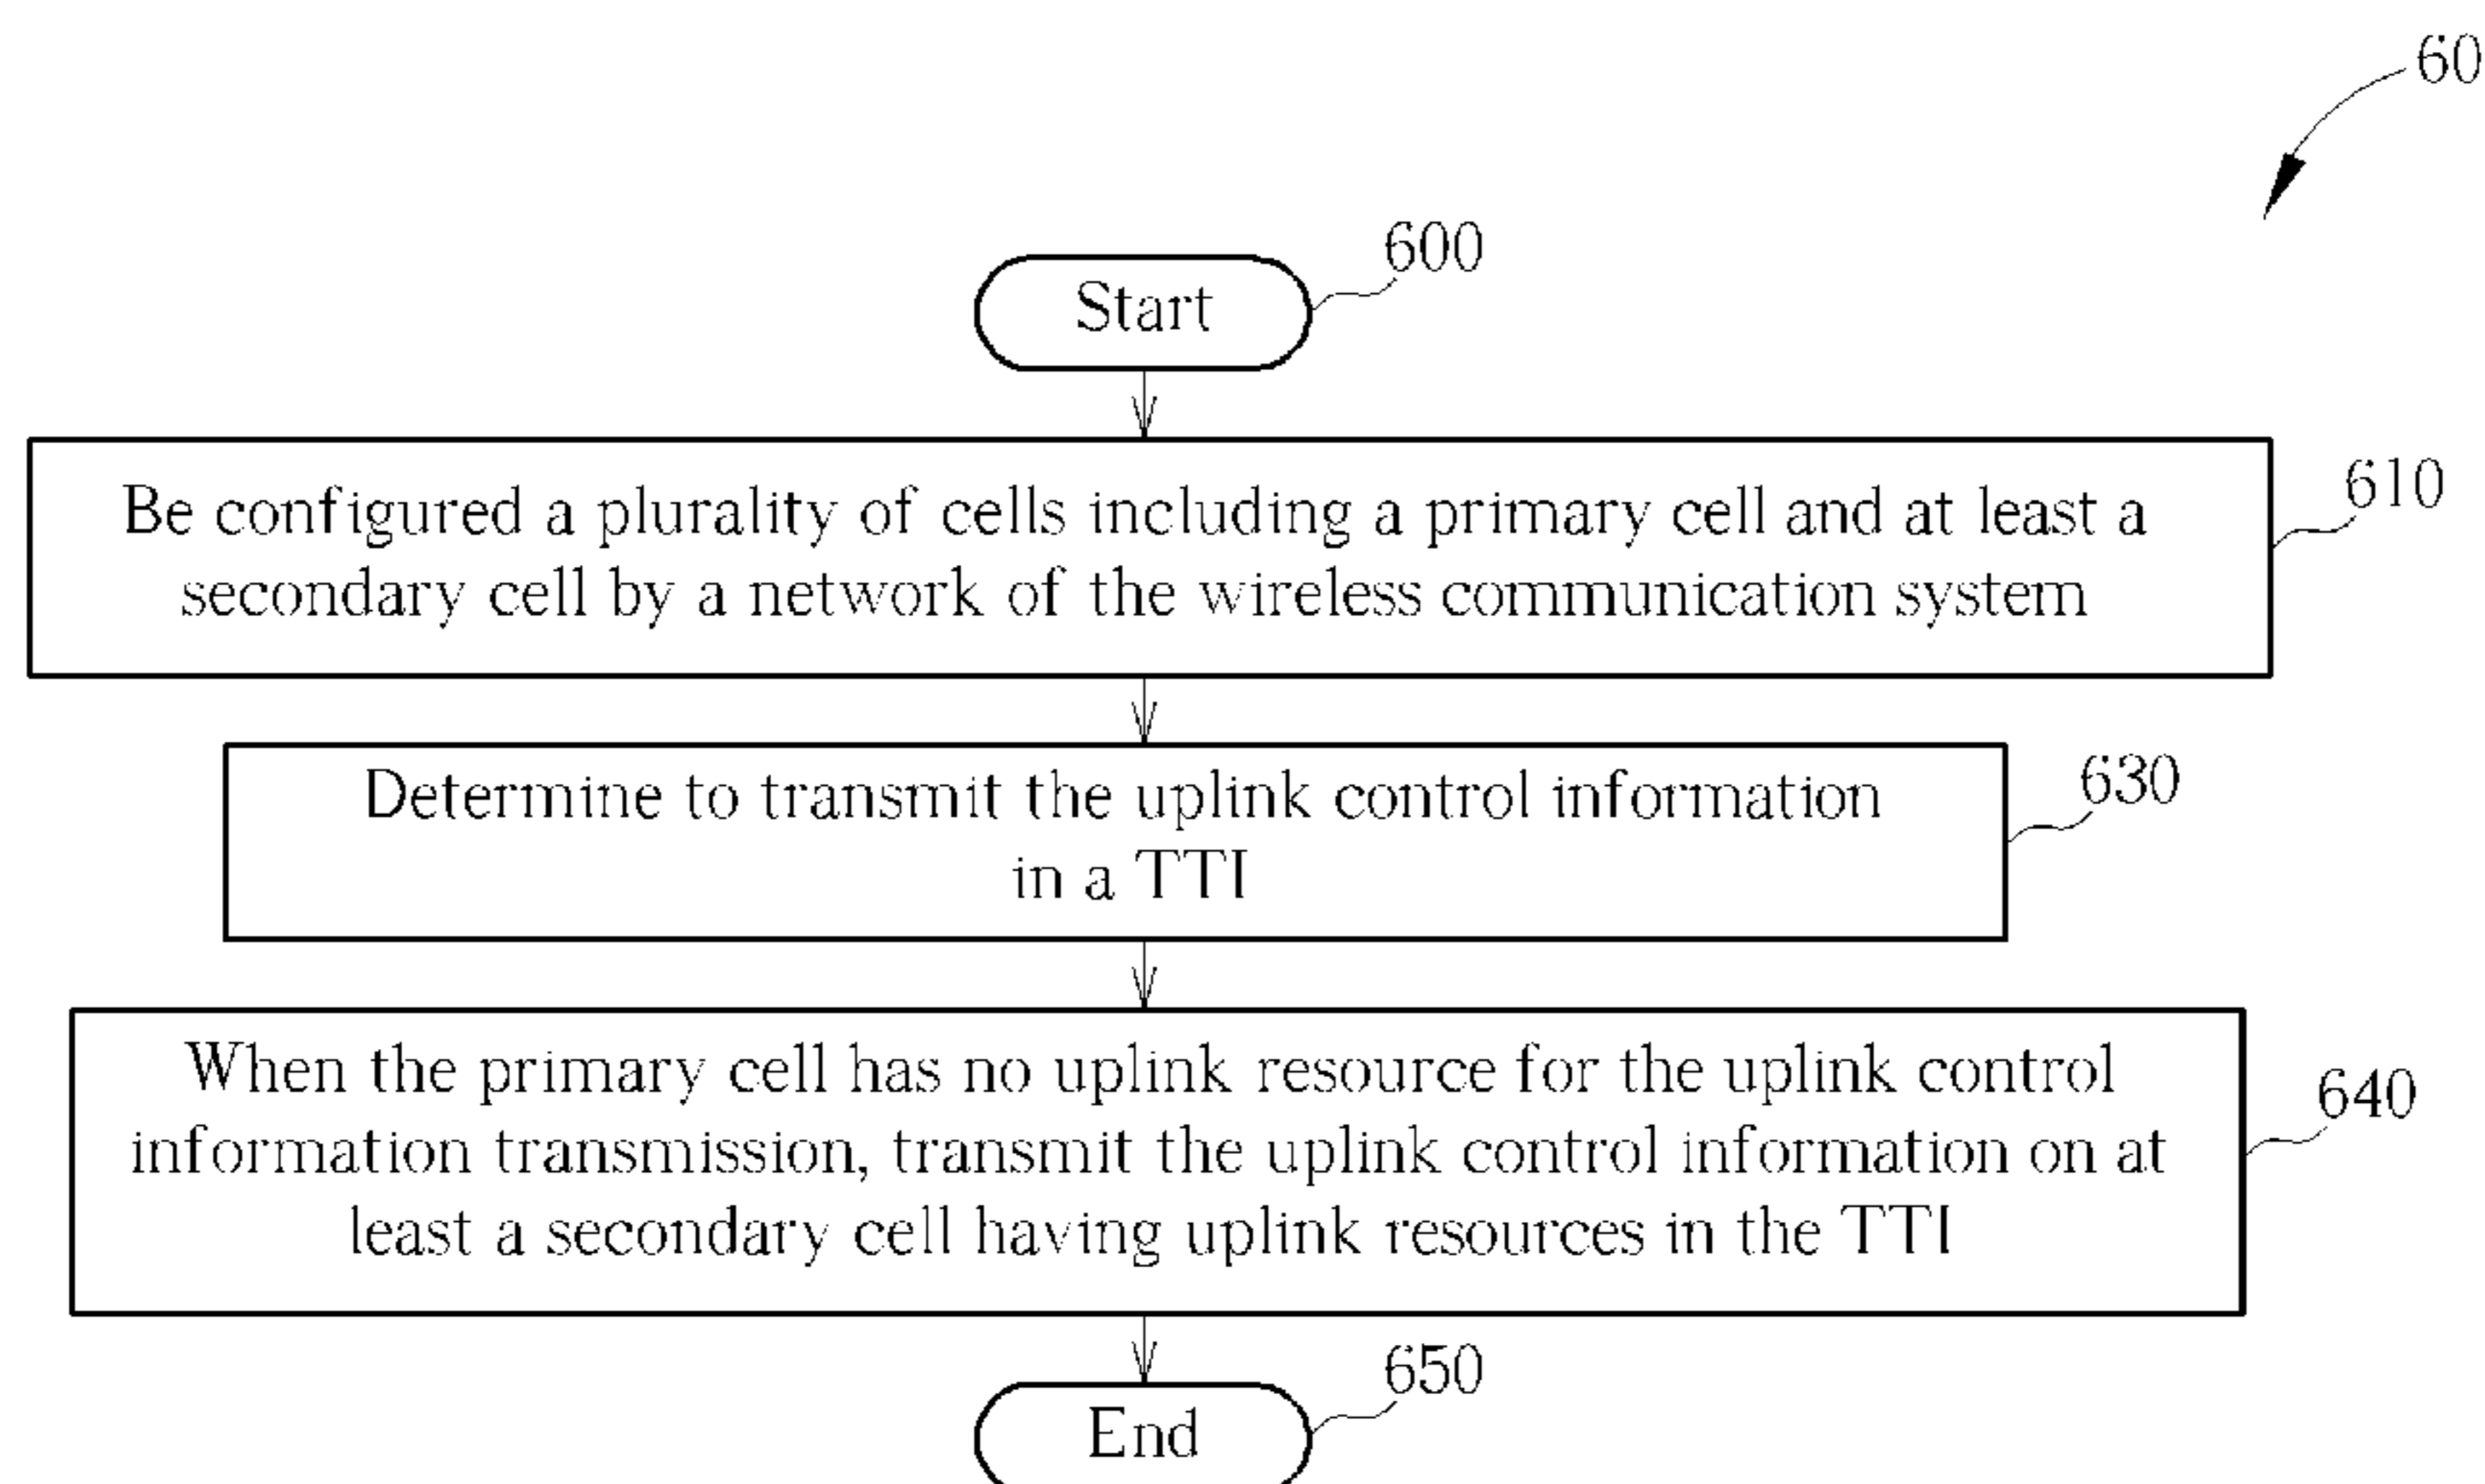 60
600
Start
610
Be configured a plurality of cells including a primary cell and at least a
secondary cell by a network of the wireless communication system
630
Determine to transmit the uplink control information
in a TTI
640
When the primary cell has no uplink resource for the uplink control
information transmission, transmit the uplink control information on at
least a secondary cell having uplink resources in the TTI
650
End